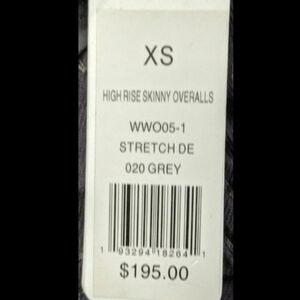 XS
HIGH RISE SKINNY OVERALLS
WWO05-1
STRETCH DE
020 GREY
1 93294 18264 1
$195.00